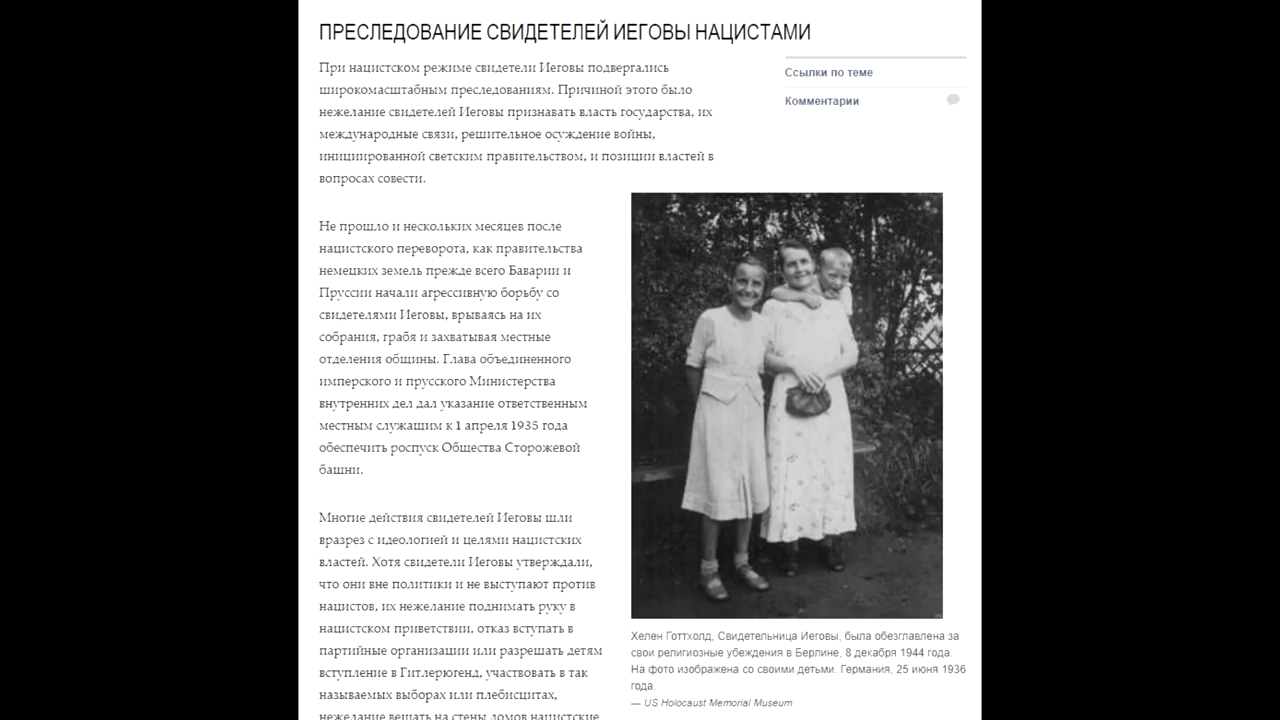 ПРЕСЛЕДОВАНИЕ СВИДЕТЕЛЕЙ ИЕГОВЫ НАЦИСТАМИ
При нацистском режиме свидетели Иеговы подвергались
широкомасштабным преследованиям. Причиной этого было
нежелание свидетелей Иеговы признавать власть государства, их
международные связи, решительное осуждение войны,
инициированной светским правительством, и позиции властей в
вопросах совести.
Ссылки по теме
Комментарии
Не прошло и нескольких месяцев после
нацистского переворота, как правительства
немецких земель прежде всего Баварии и
Пруссии начали агрессивную борьбу со
свидетелями Иеговы, врываясь на их
собрания, грабя и захватывая местные
отделения общины. Глава объединенного
имперского и прусского Министерства
внутренних дел дал указание ответственным
местным служащим к 1 апреля 1935 года
обеспечить роспуск Общества Сторожевой
башни.
Многие действия свидетелей Иеговы шли
вразрез с идеологией и целями нацистских
властей. Хотя свидетели Иеговы утверждали,
что они вне политики и не выступают против
нацистов, их нежелание поднимать руку в
нацистском приветствии, отказ вступать в
партийные организации или разрешать детям
вступление в Гитлерюгенд, участвовать в так
называемых выборах или плебисцитах,
нежелание вешать на стены домов нацистские
Хелен Готтхолд, Свидетельница Иеговы, была обезглавлена за
свои религиозные убеждения в Берлине, 8 декабря 1944 года.
На фото изображена со своими детьми. Германия, 25 июня 1936
года.
— US Holocaust Memorial Museum